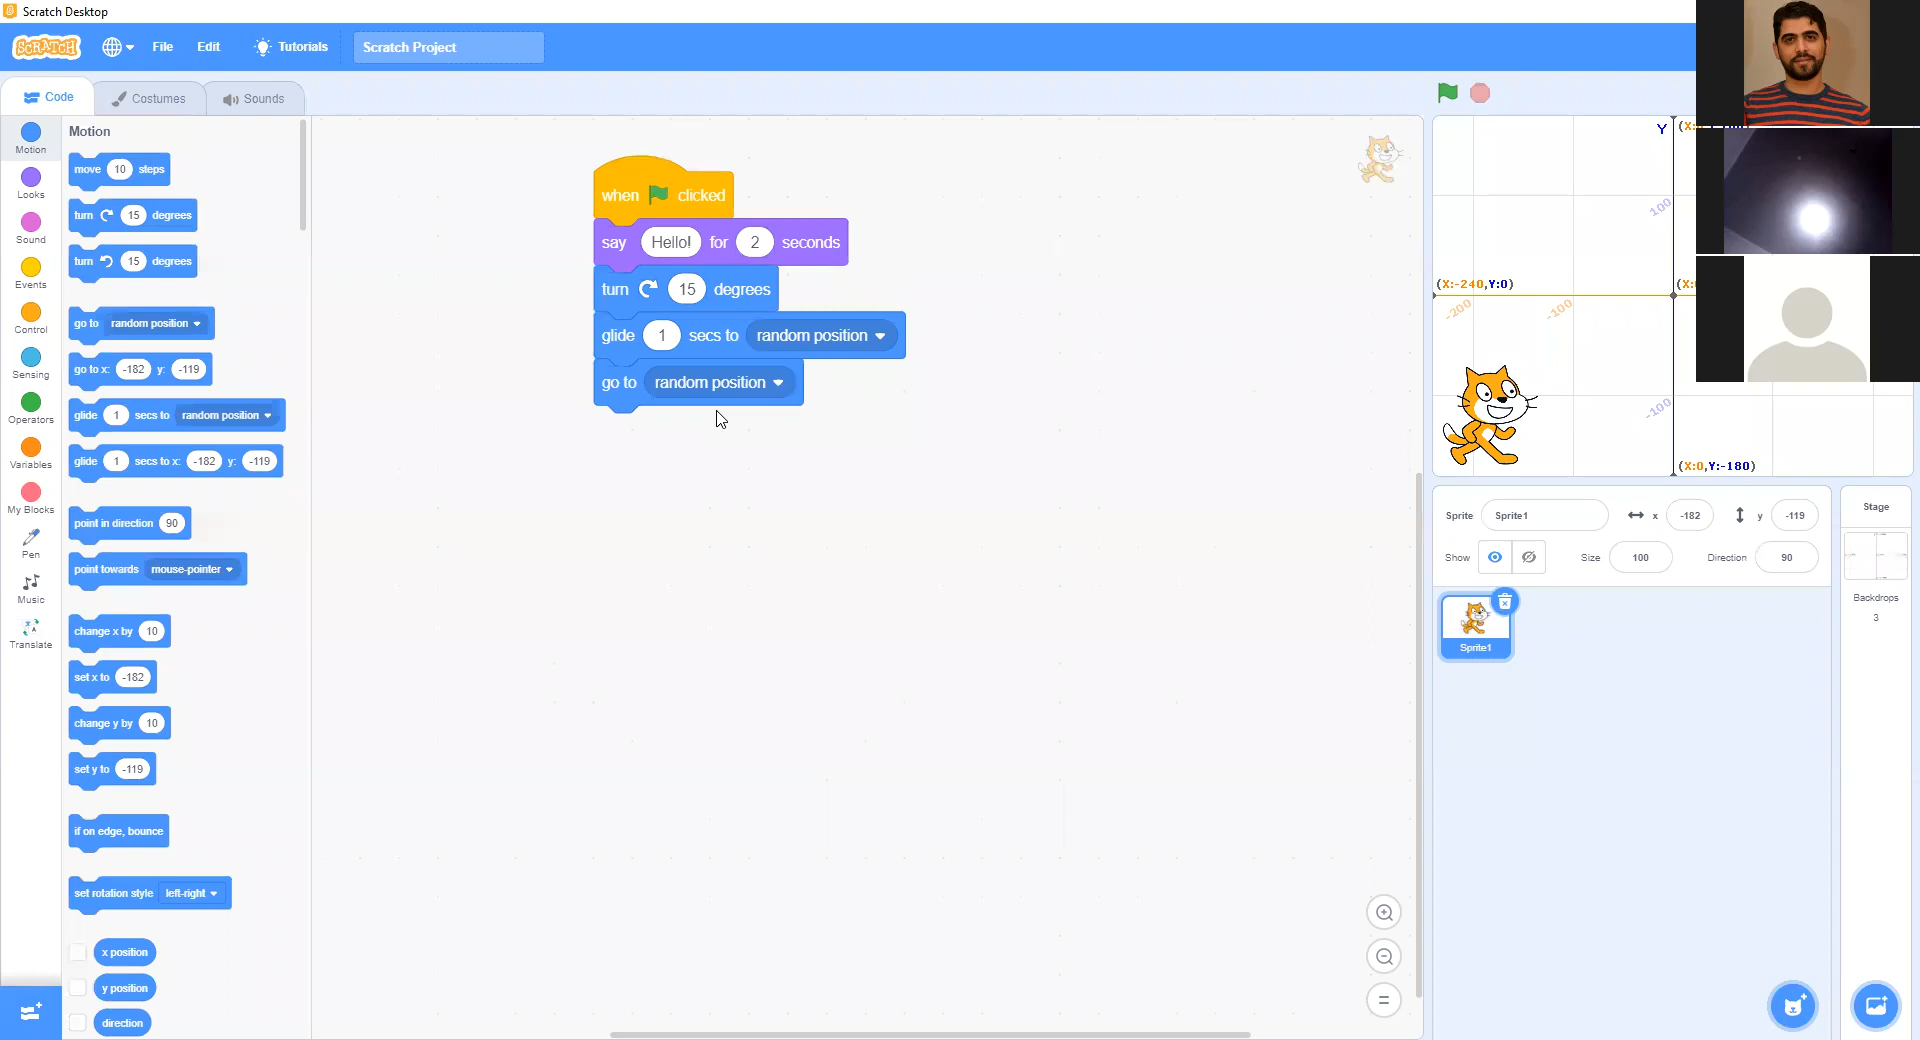 Scratch Desktop
SCRATCH File Edit Tutorials Scratch Project
Code Costumes Sounds
Motion
Looks
Sound
Events
Control
Sensing
Operators
Variables
My Blocks
Pen
Music
Translate
Motion
move 10 steps
turn 15 degrees
turn 15 degrees
go to random position
go to x: -182 y: -119
glide 1 secs to random position
glide 1 secs to x: -182 y: -119
point in direction 90
point towards mouse-pointer
change x by 10
set x to -182
change y by 10
set y to -119
if on edge, bounce
set rotation style left-right
x position
y position
direction
when clicked
say Hello! for 2 seconds
turn 15 degrees
glide 1 secs to random position
go to random position
Y (X:
100
(X:-240,Y:0) (X:
-200 -100
-100
(X:0,Y:-180)
Sprite Sprite1 x -182 y -119
Show Size 100 Direction 90
Sprite1
Stage
Backdrops
3